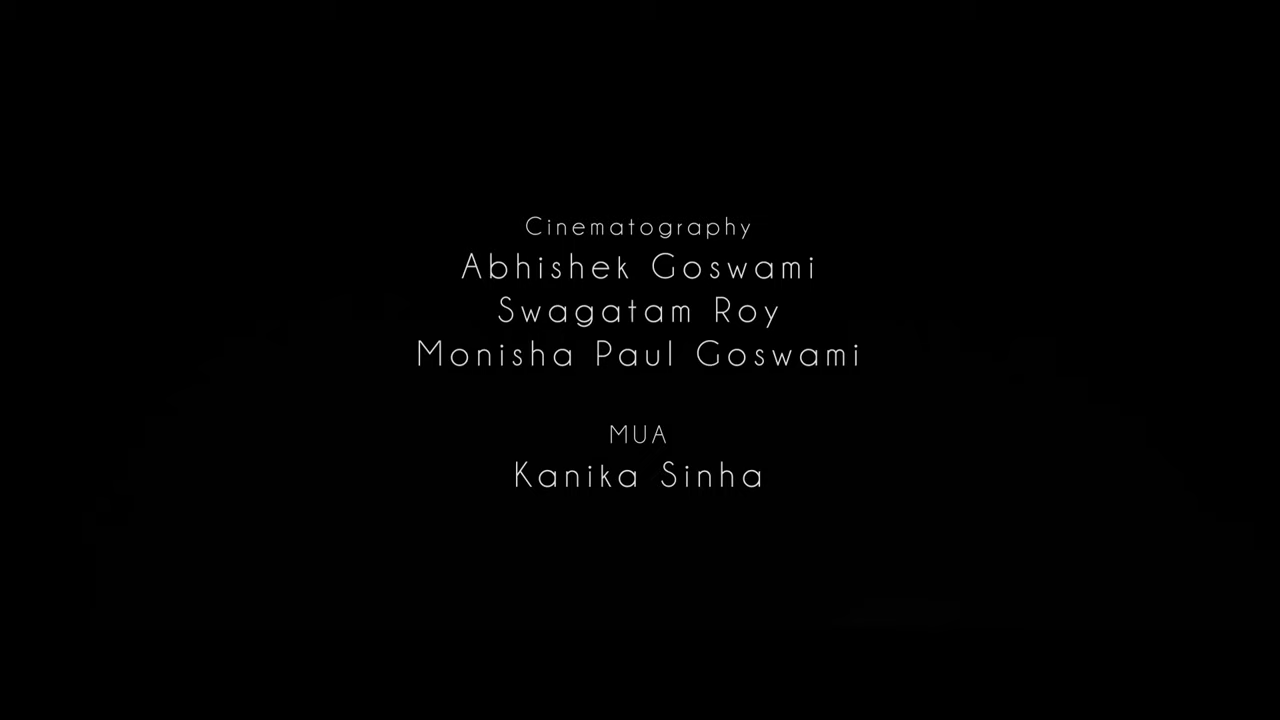 Cinematography
Abhishek Goswami
Swagatam Roy
Monisha Paul Goswami
MUA
Kanika Sinha